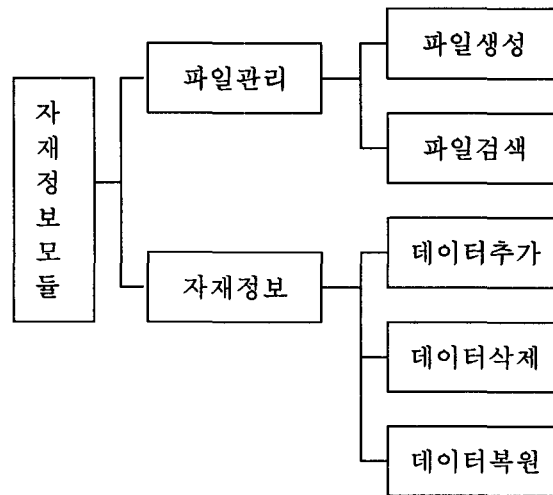 자재정보모듈
파일관리
파일생성
파일검색
자재정보
데이터추가
데이터삭제
데이터복원